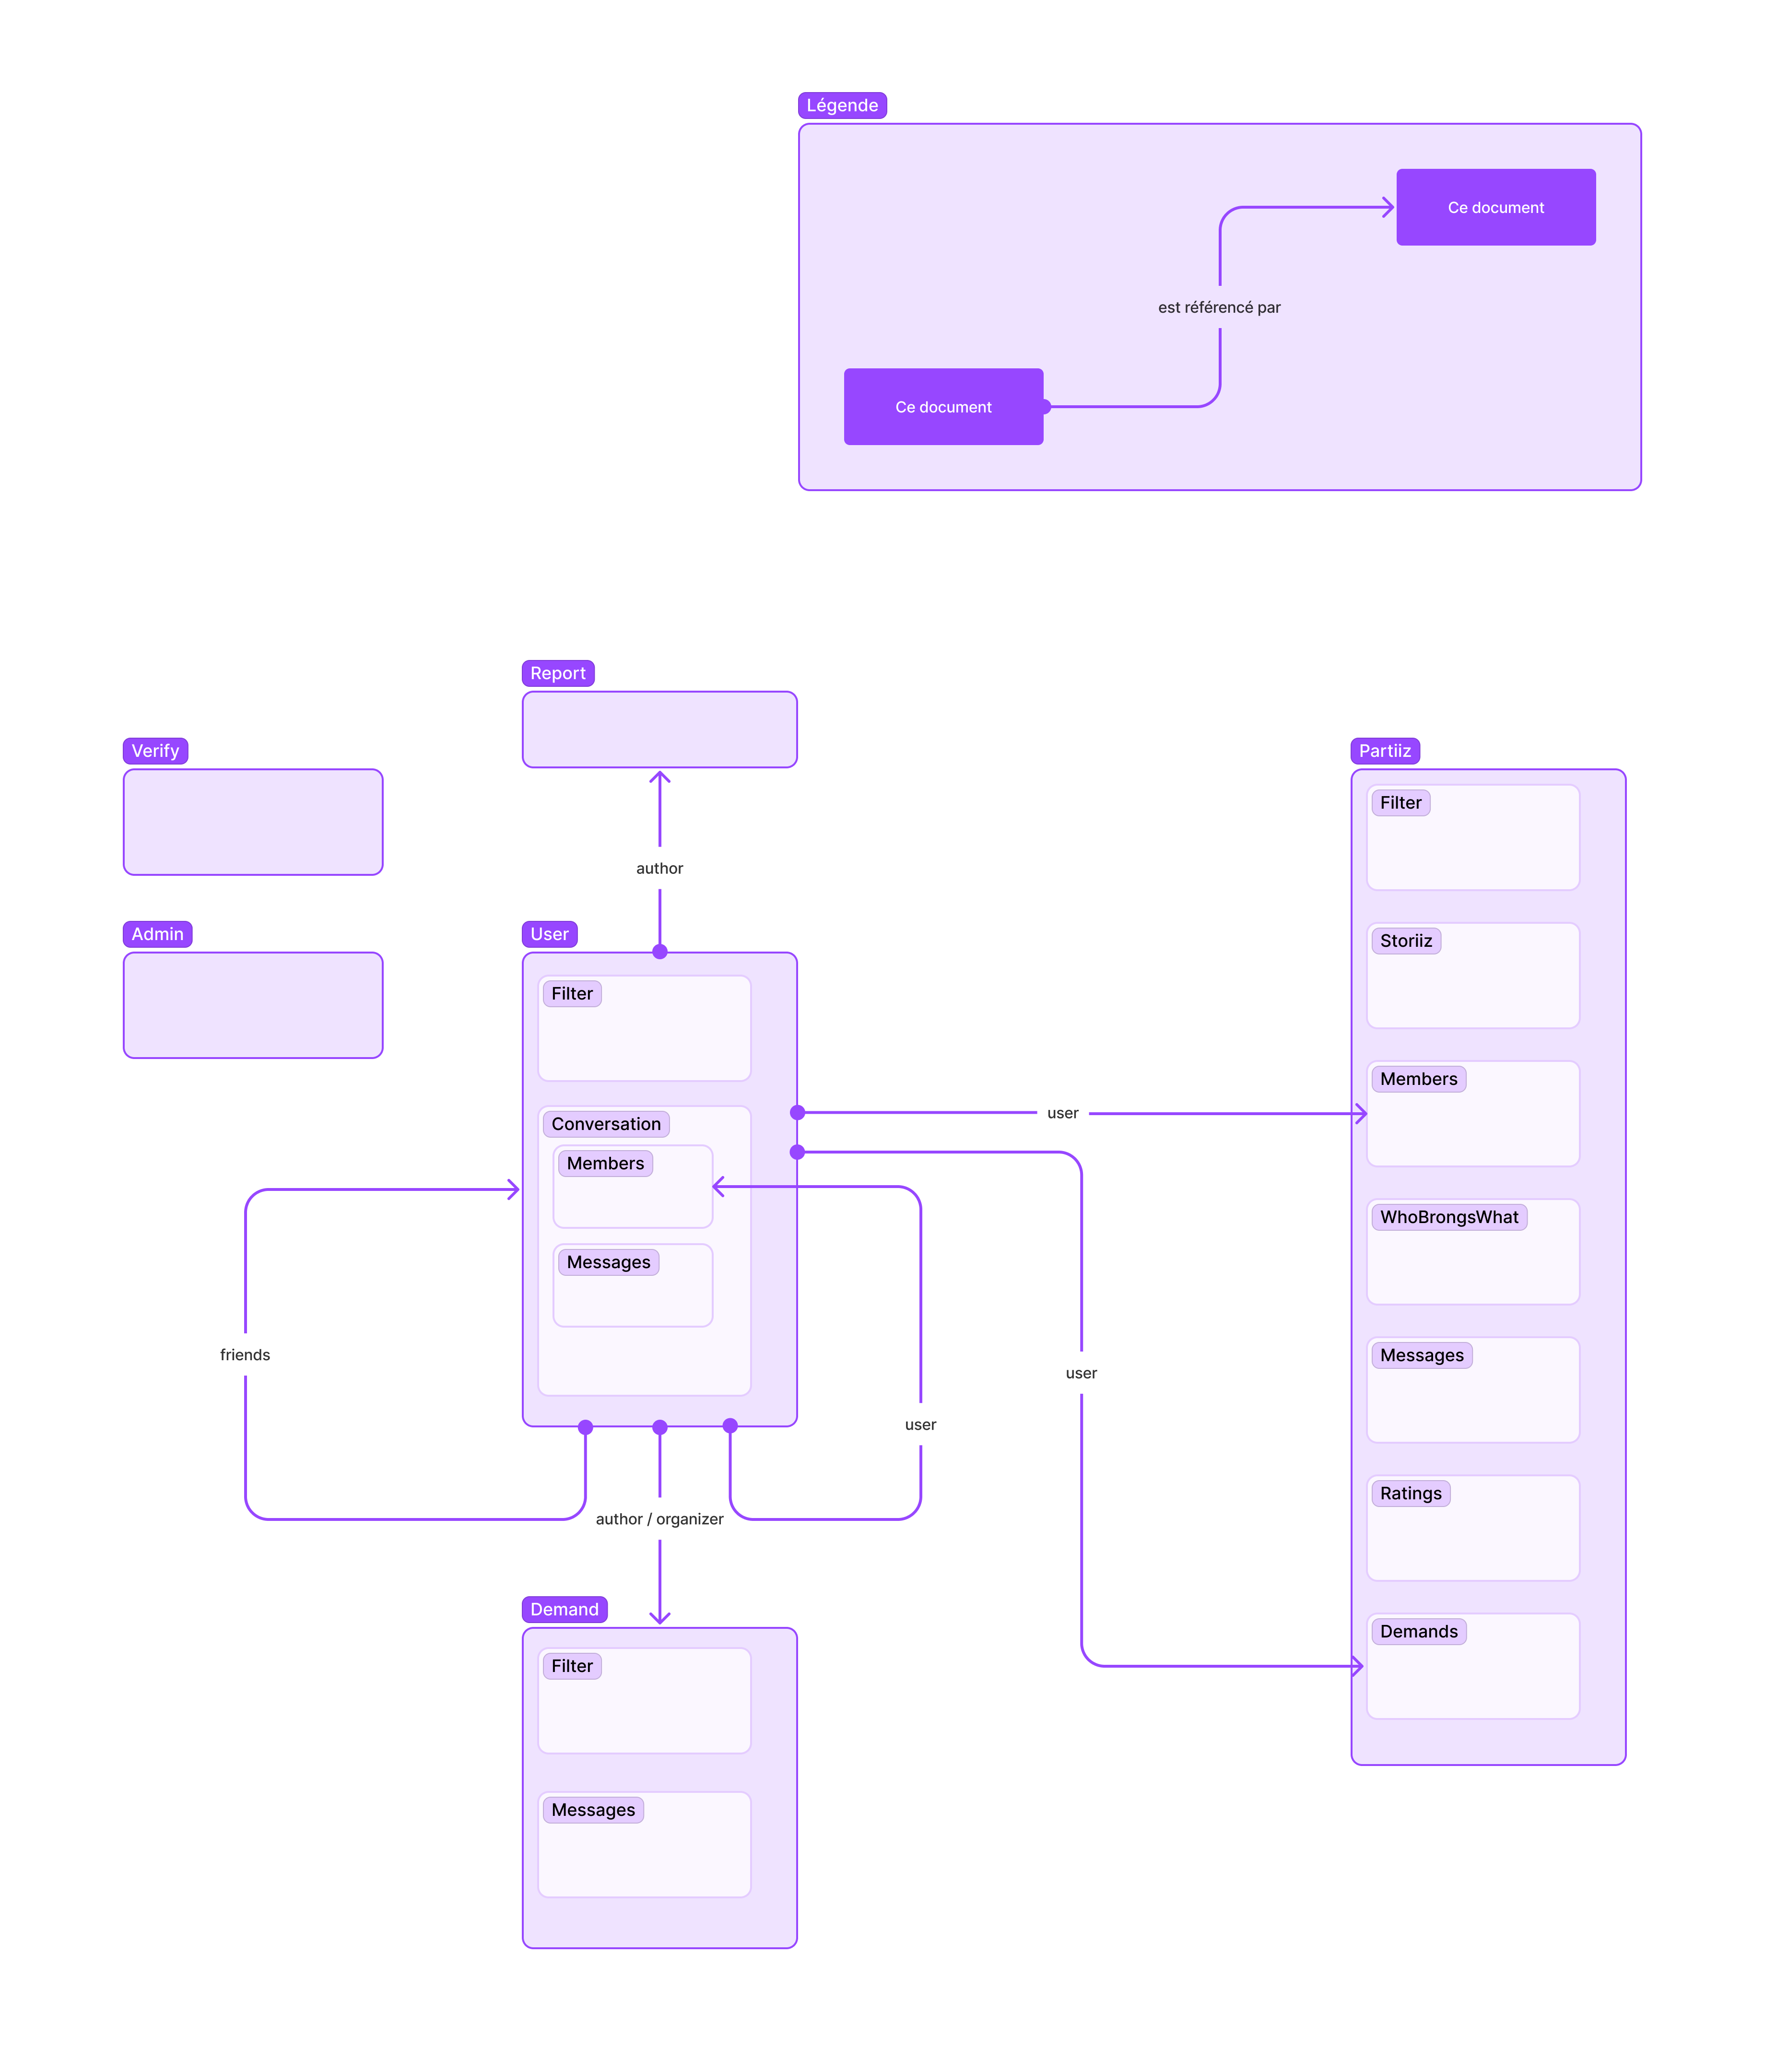 Légende
Ce document
est référencé par
Ce document
Report
Verify
Partiiz
Filter
author
Admin
User
Storiiz
Filter
Members
user
Conversation
Members
WhoBrongsWhat
Messages
friends
Messages
user
user
Ratings
author / organizer
Demand
Demands
Filter
Messages